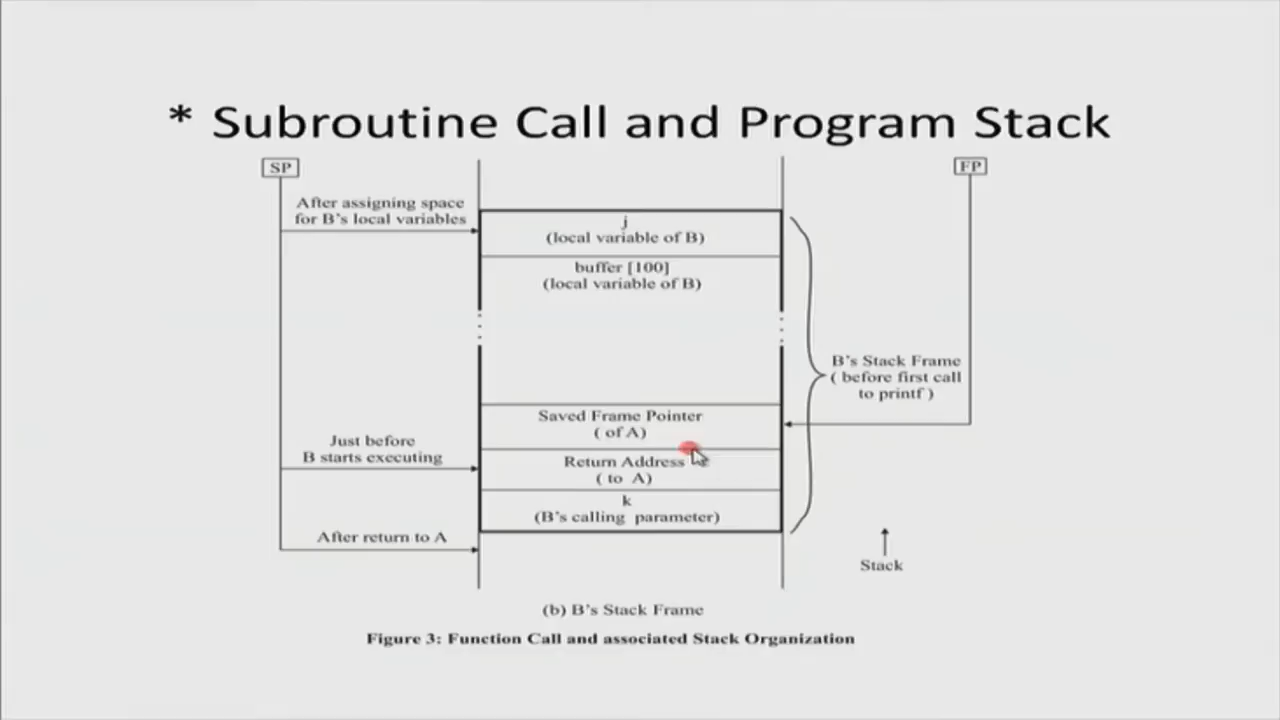 * Subroutine Call and Program Stack
SP
FP
After assigning space
for B's local variables
j
(local variable of B)
buffer [100]
(local variable of B)
B's Stack Frame
( before first call
to printf )
Saved Frame Pointer
( of A)
Just before
B starts executing
Return Address
( to A)
k
(B's calling parameter)
After return to A
Stack
(b) B's Stack Frame
Figure 3: Function Call and associated Stack Organization